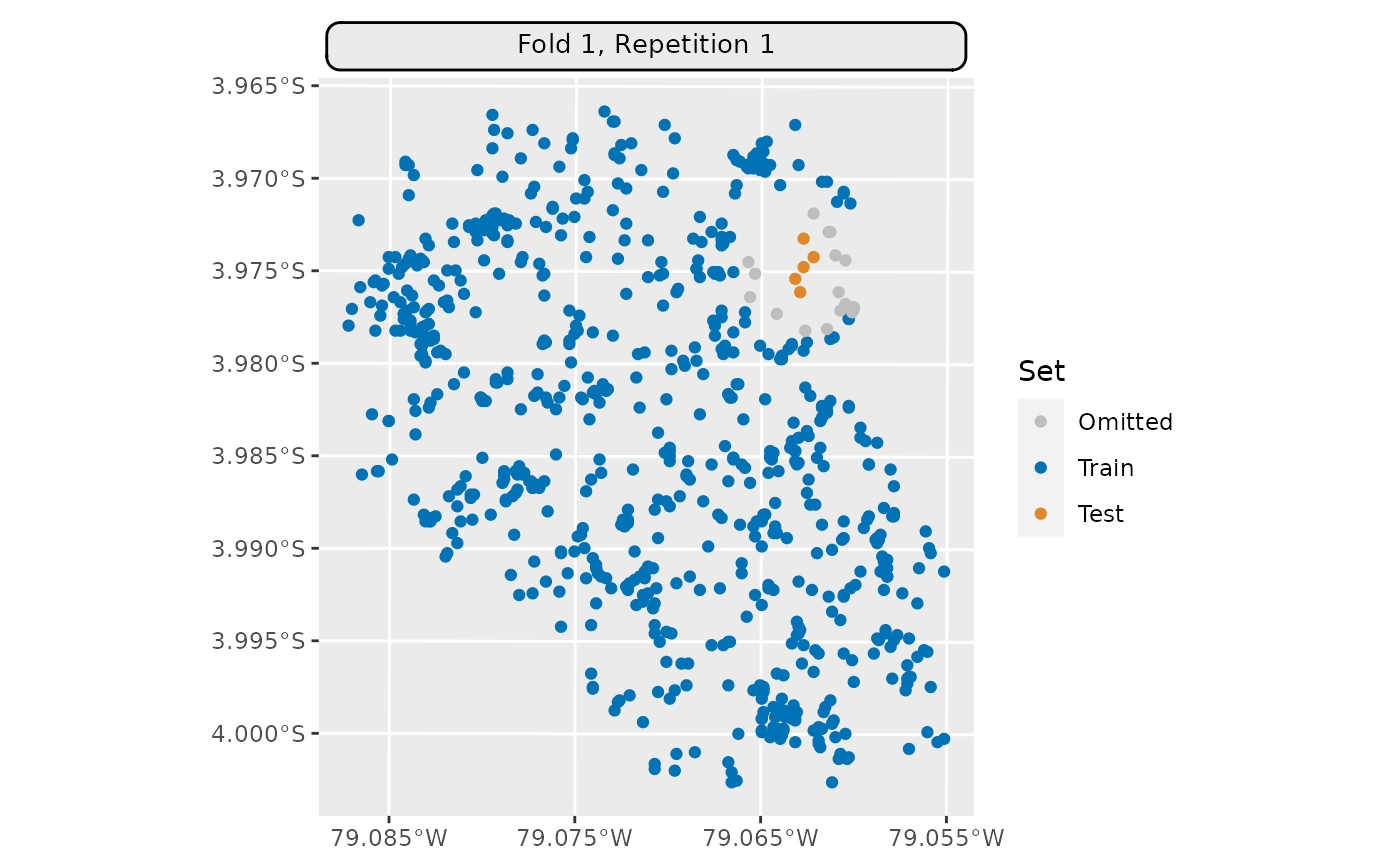 Fold 1, Repetition 1
3.965°S
3.970°S
3.975°S
3.980°S
3.985°S
3.990°S
3.995°S
4.000°S
79.085°W 79.075°W 79.065°W 79.055°W
Set
Omitted
Train
Test